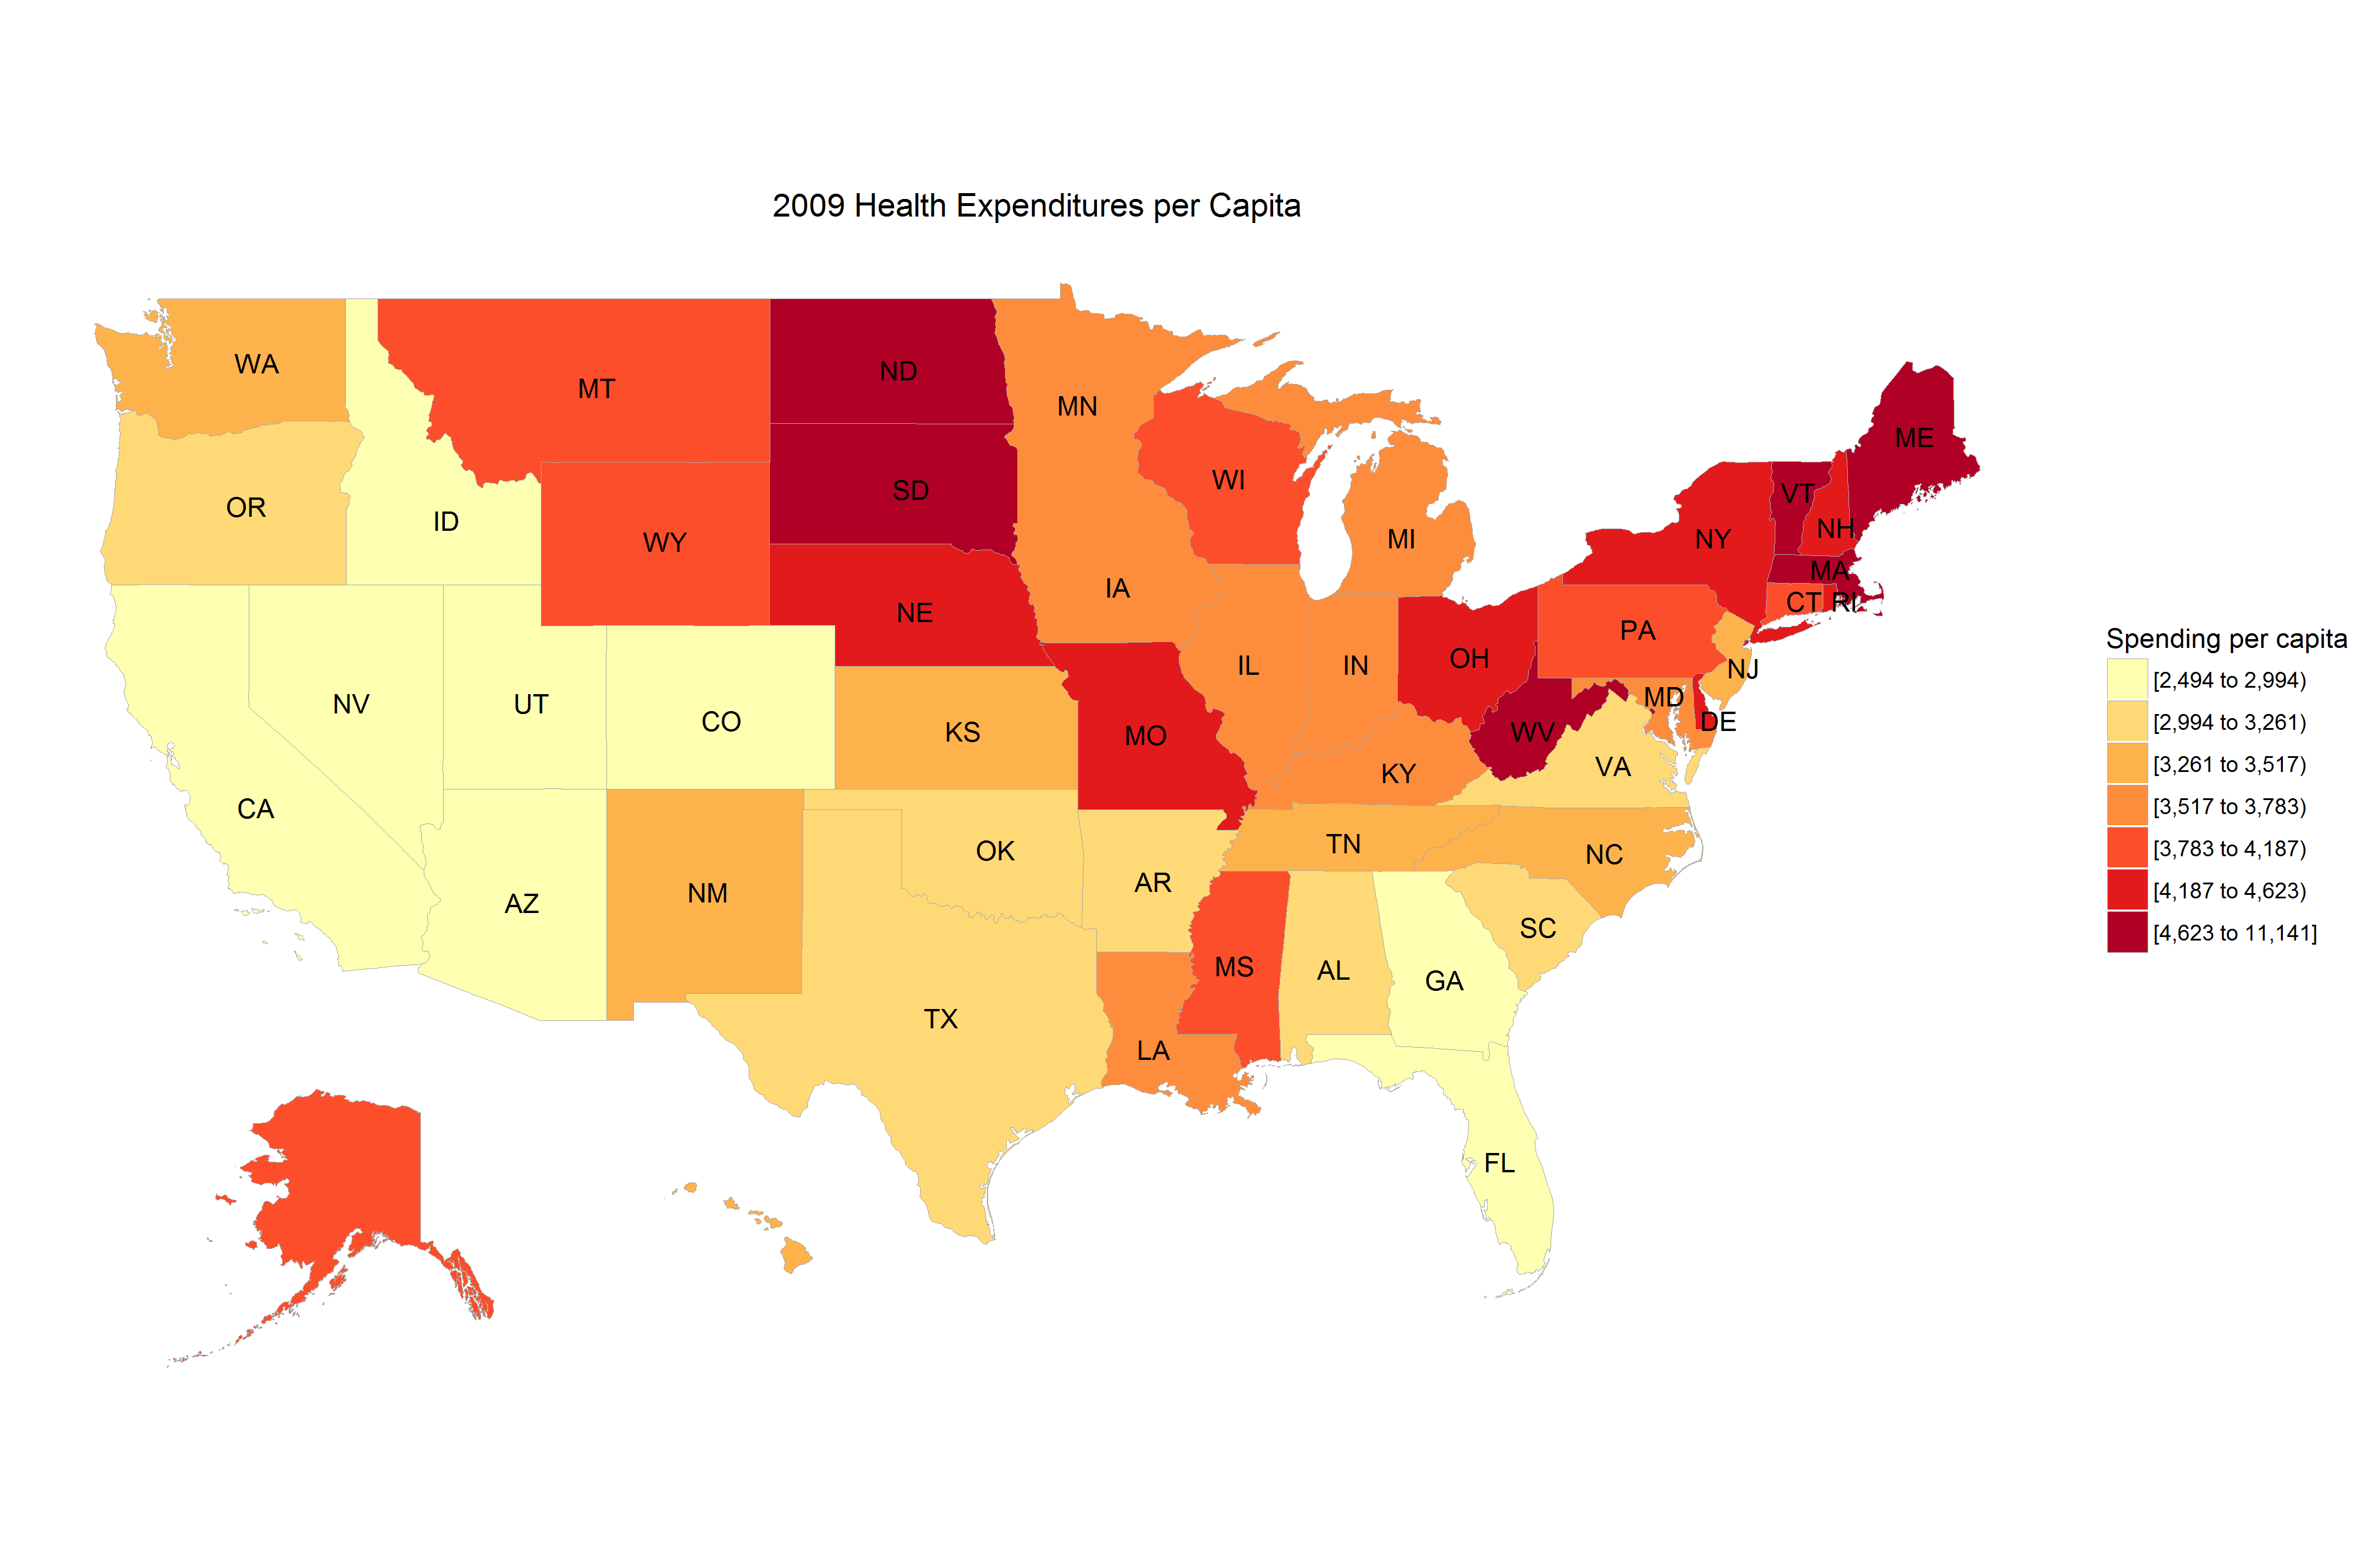 2009 Health Expenditures per Capita
WA
MT
ND
MN
ME
OR
ID
WY
SD
WI
MI
NY
VT
NH
MA
CT
RI
IA
NE
PA
NV
UT
CO
KS
MO
IL
IN
OH
WV
MD
NJ
DE
VA
KY
CA
AZ
NM
OK
AR
TN
NC
SC
TX
LA
MS
AL
GA
FL
Spending per capita
[2,494 to 2,994)
[2,994 to 3,261)
[3,261 to 3,517)
[3,517 to 3,783)
[3,783 to 4,187)
[4,187 to 4,623)
[4,623 to 11,141]